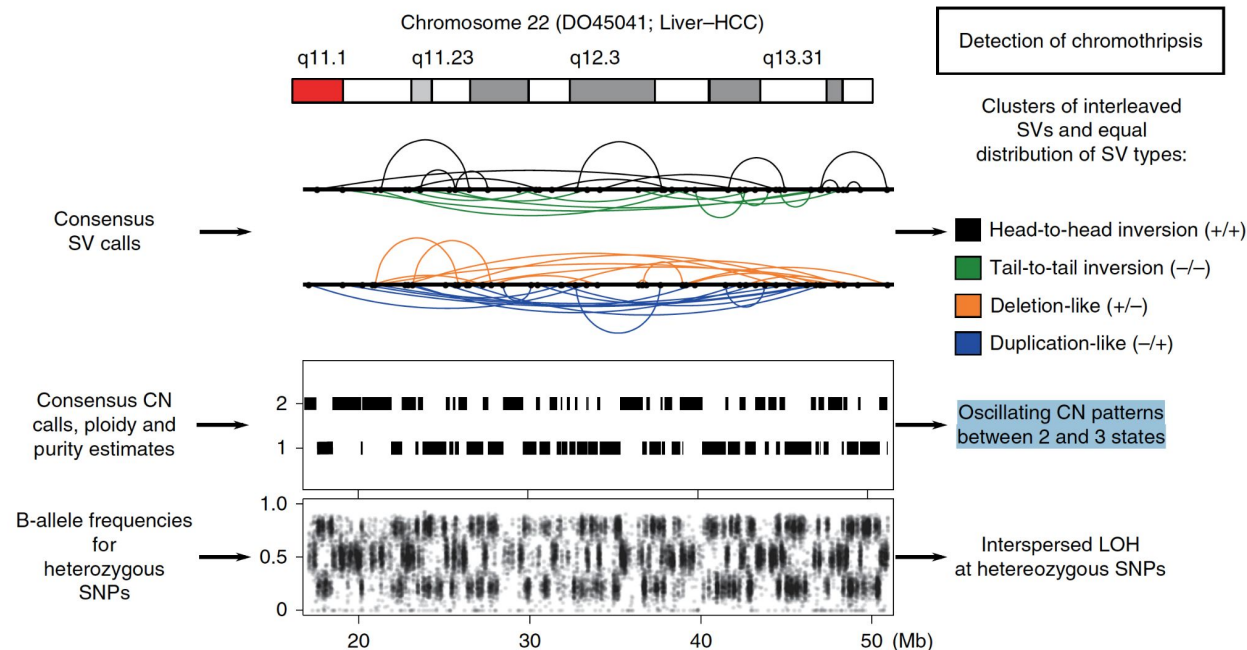 Chromosome 22 (DO45041; Liver–HCC)
q11.1
q11.23
q12.3
q13.31
Detection of chromothripsis
Clusters of interleaved
SVs and equal
distribution of SV types:
Consensus
SV calls
Head-to-head inversion (+/+)
Tail-to-tail inversion (–/–)
Deletion-like (+/–)
Duplication-like (–/+)
Consensus CN
calls, ploidy and
purity estimates
2
1
Oscillating CN patterns
between 2 and 3 states
B-allele frequencies
for
heterozygous
SNPs
1.0
0.5
0
Interspersed LOH
at hetereozygous SNPs
20
30
40
50
(Mb)